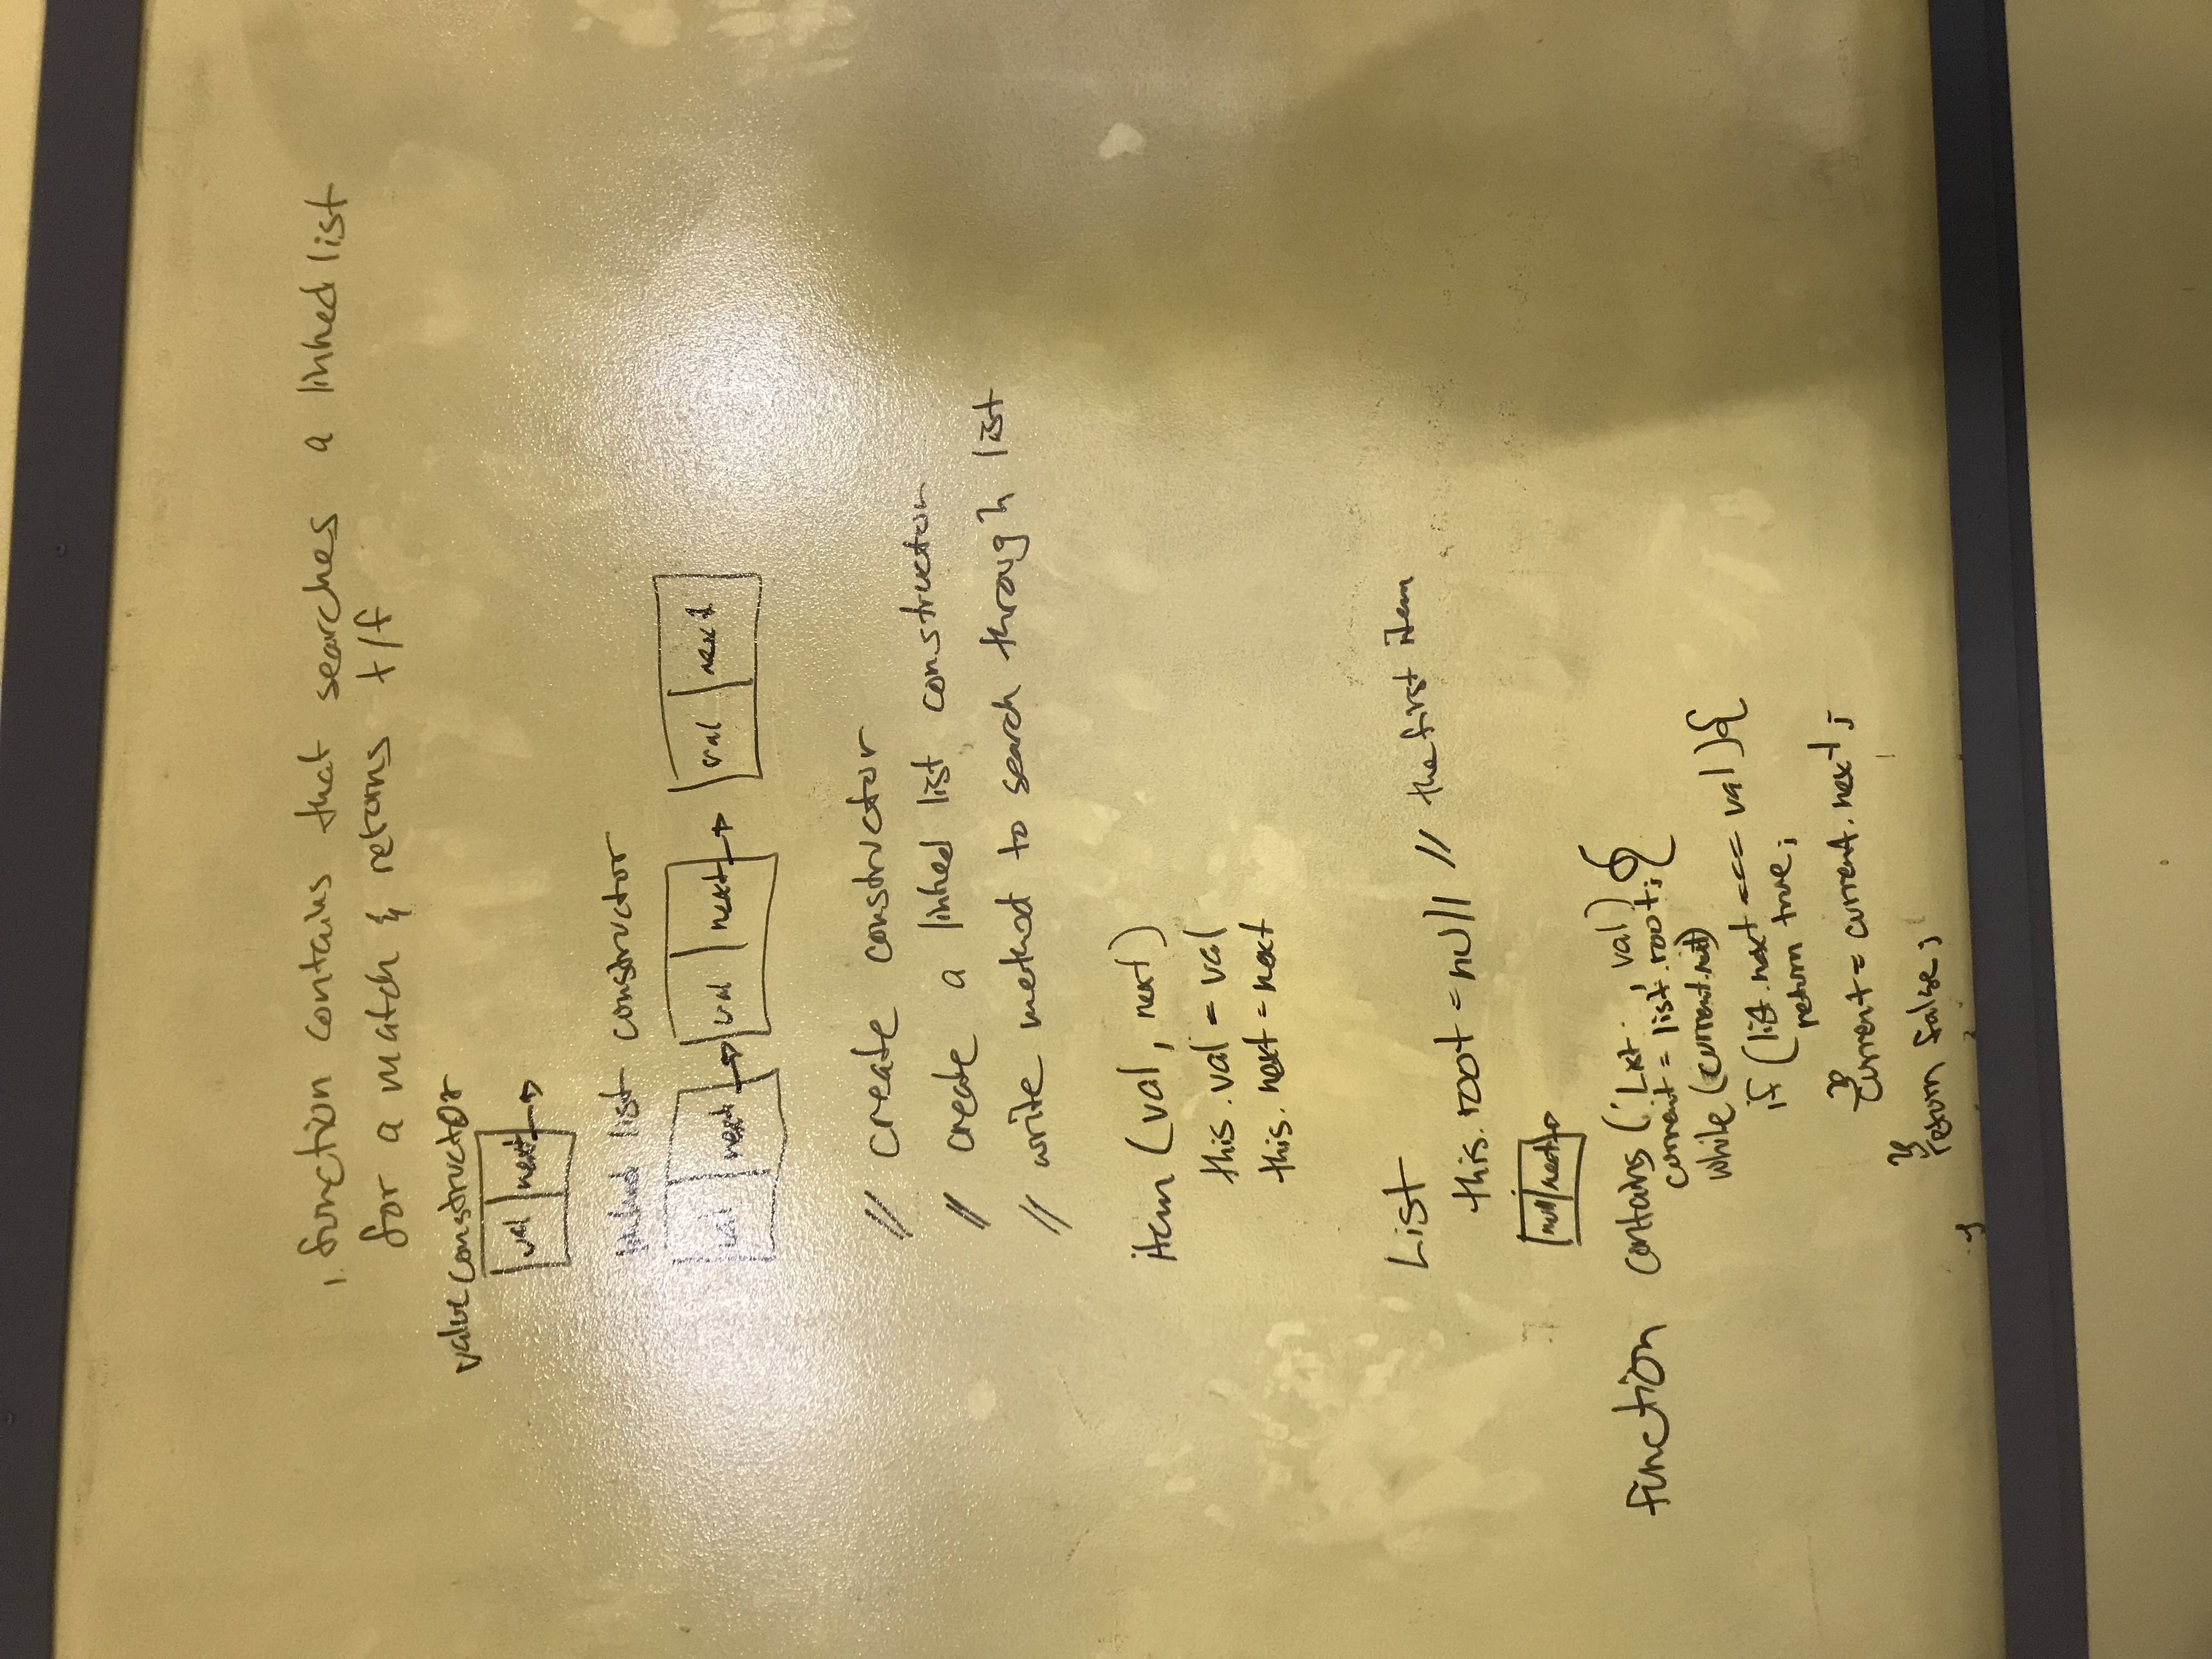 1. function contains that searches a linked list
for a match & returns t/f
value constructor
val next
linked list constructor
val next val next val next
// create constructor
// create a linked list constructor
// write method to search through list
item (val, next)
this.val = val
this.next = next
List
this.root = null // the first item
null next
function contains (List, val) {
current = list.root;
while (current.next)
if (list.next === val) {
return true;
}
current = current.next;
}
return false;
}